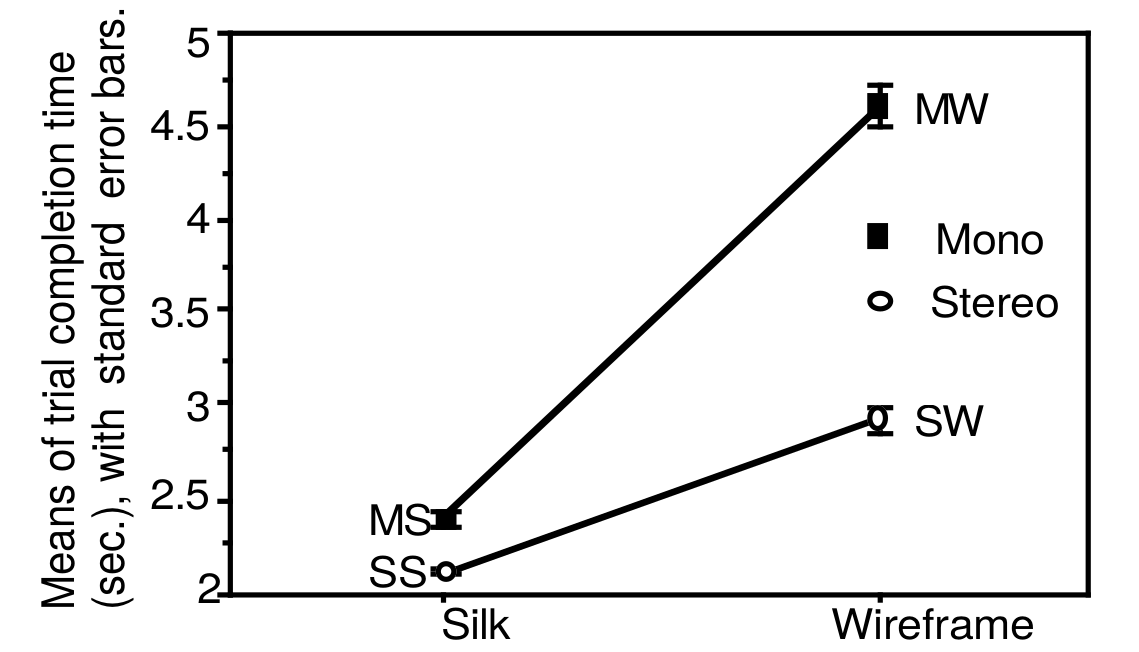 Means of trial completion time
(sec.), with standard error bars.
5
4.5
4
3.5
3
2.5
2
MW
Mono
Stereo
SW
MS
SS
Silk
Wireframe